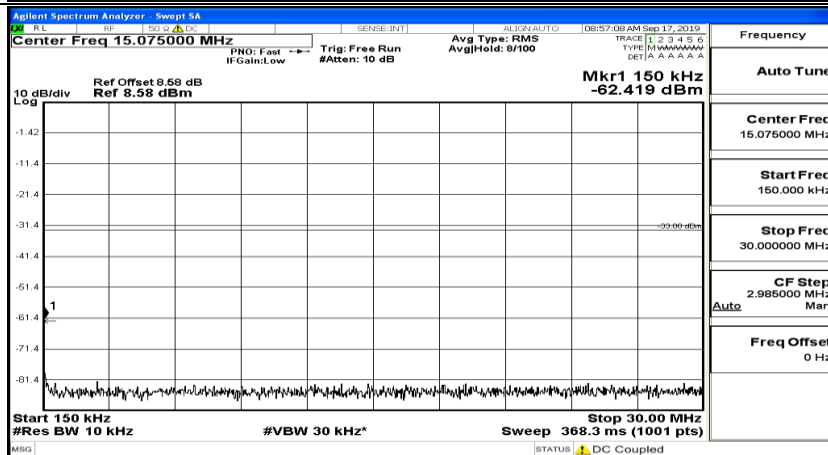 Agilent Spectrum Analyzer - Swept SA
LXI RL RF 50 Ω DC SENSE:INT ALIGN AUTO 08:57:08 AM Sep 17, 2019
Center Freq 15.075000 MHz
PNO: Fast
IFGain:Low
Trig: Free Run
#Atten: 10 dB
Avg Type: RMS
Avg|Hold: 8/100
TRACE 1 2 3 4 5 6
TYPE M WWWWW
DET A A A A A A
Frequency
Ref Offset 8.58 dB
Ref 8.58 dBm
10 dB/div
Log
Mkr1 150 kHz
-62.419 dBm
-1.42
-11.4
-21.4
-31.4
-41.4
-51.4
-61.4
-71.4
-81.4
-33.00 dBm
1
Start 150 kHz
Stop 30.00 MHz
#Res BW 10 kHz
#VBW 30 kHz*
Sweep 368.3 ms (1001 pts)
MSG
STATUS DC Coupled
Auto Tune
Center Freq
15.075000 MHz
Start Freq
150.000 kHz
Stop Freq
30.000000 MHz
CF Step
2.985000 MHz
Auto Man
Freq Offset
0 Hz